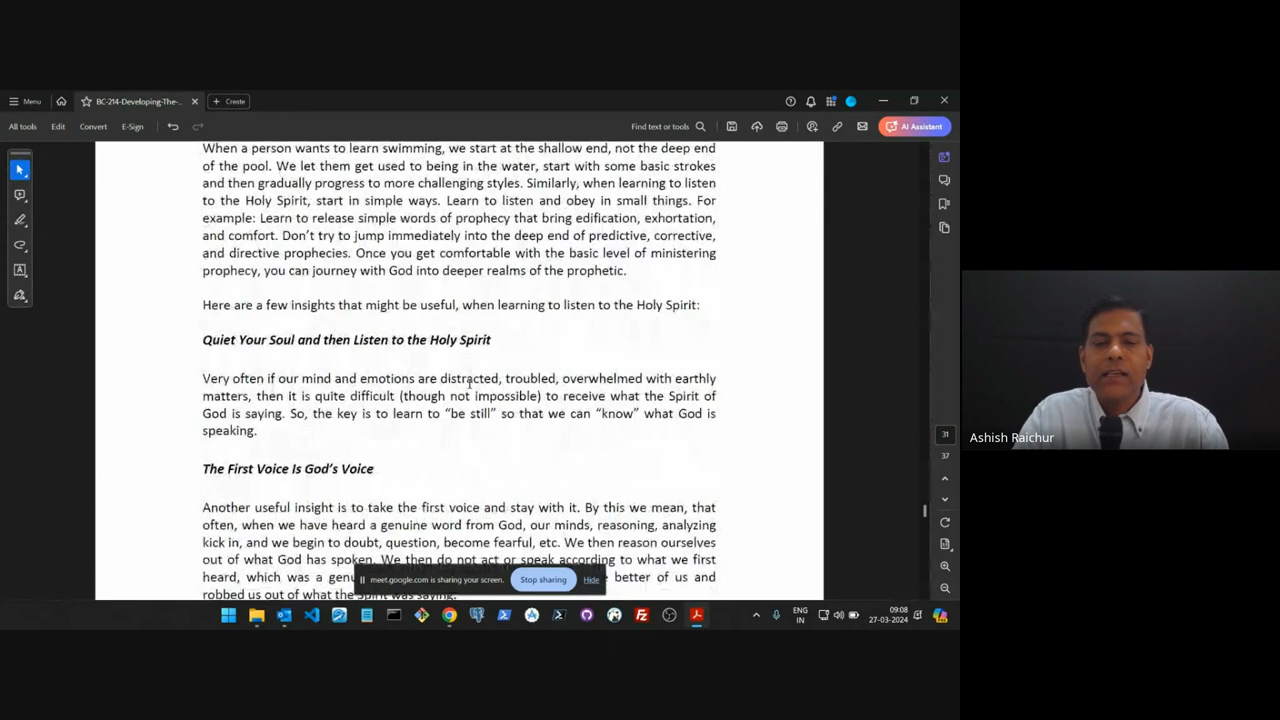 Menu
BC-214-Developing-The-...
Create
All tools
Edit
Convert
E-Sign
Find text or tools
AI Assistant
When a person wants to learn swimming, we start at the shallow end, not the deep end
of the pool. We let them get used to being in the water, start with some basic strokes
and then gradually progress to more challenging styles. Similarly, when learning to listen
to the Holy Spirit, start in simple ways. Learn to listen and obey in small things. For
example: Learn to release simple words of prophecy that bring edification, exhortation,
and comfort. Don't try to jump immediately into the deep end of predictive, corrective,
and directive prophecies. Once you get comfortable with the basic level of ministering
prophecy, you can journey with God into deeper realms of the prophetic.
Here are a few insights that might be useful, when learning to listen to the Holy Spirit:
Quiet Your Soul and then Listen to the Holy Spirit
Very often if our mind and emotions are distracted, troubled, overwhelmed with earthly
matters, then it is quite difficult (though not impossible) to receive what the Spirit of
God is saying. So, the key is to learn to "be still" so that we can "know" what God is
speaking.
The First Voice Is God's Voice
Another useful insight is to take the first voice and stay with it. By this we mean, that
often, when we have heard a genuine word from God, our minds, reasoning, analyzing
kick in, and we begin to doubt, question, become fearful, etc. We then reason ourselves
out of what God has spoken. We then do not act or speak according to what we first
heard, which was a genu
better of us and
robbed us out of what the Spirit was saying.
meet.google.com is sharing your screen.
Stop sharing
Hide
31
37
Ashish Raichur
ENG
IN
09:08
27-03-2024